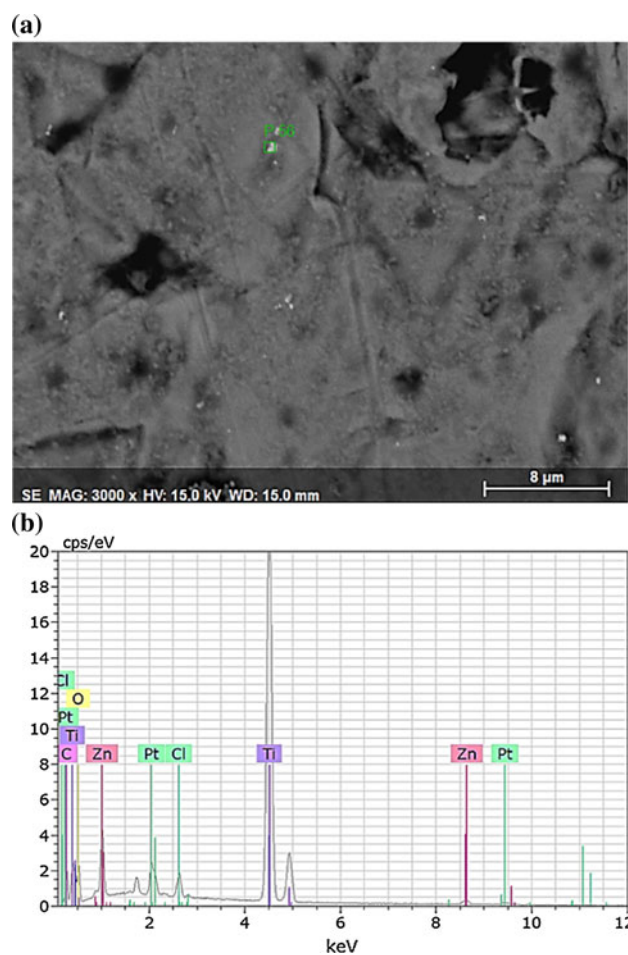 (a)
SE MAG: 3000 x HV: 15.0 kV WD: 15.0 mm
8 µm
(b)
cps/eV
20
18
16
14
12
10
8
6
4
2
0
Cl
O
Pt
Ti
C
Zn
Pt
Cl
Ti
Zn
Pt
2 4 6 8 10 12
keV